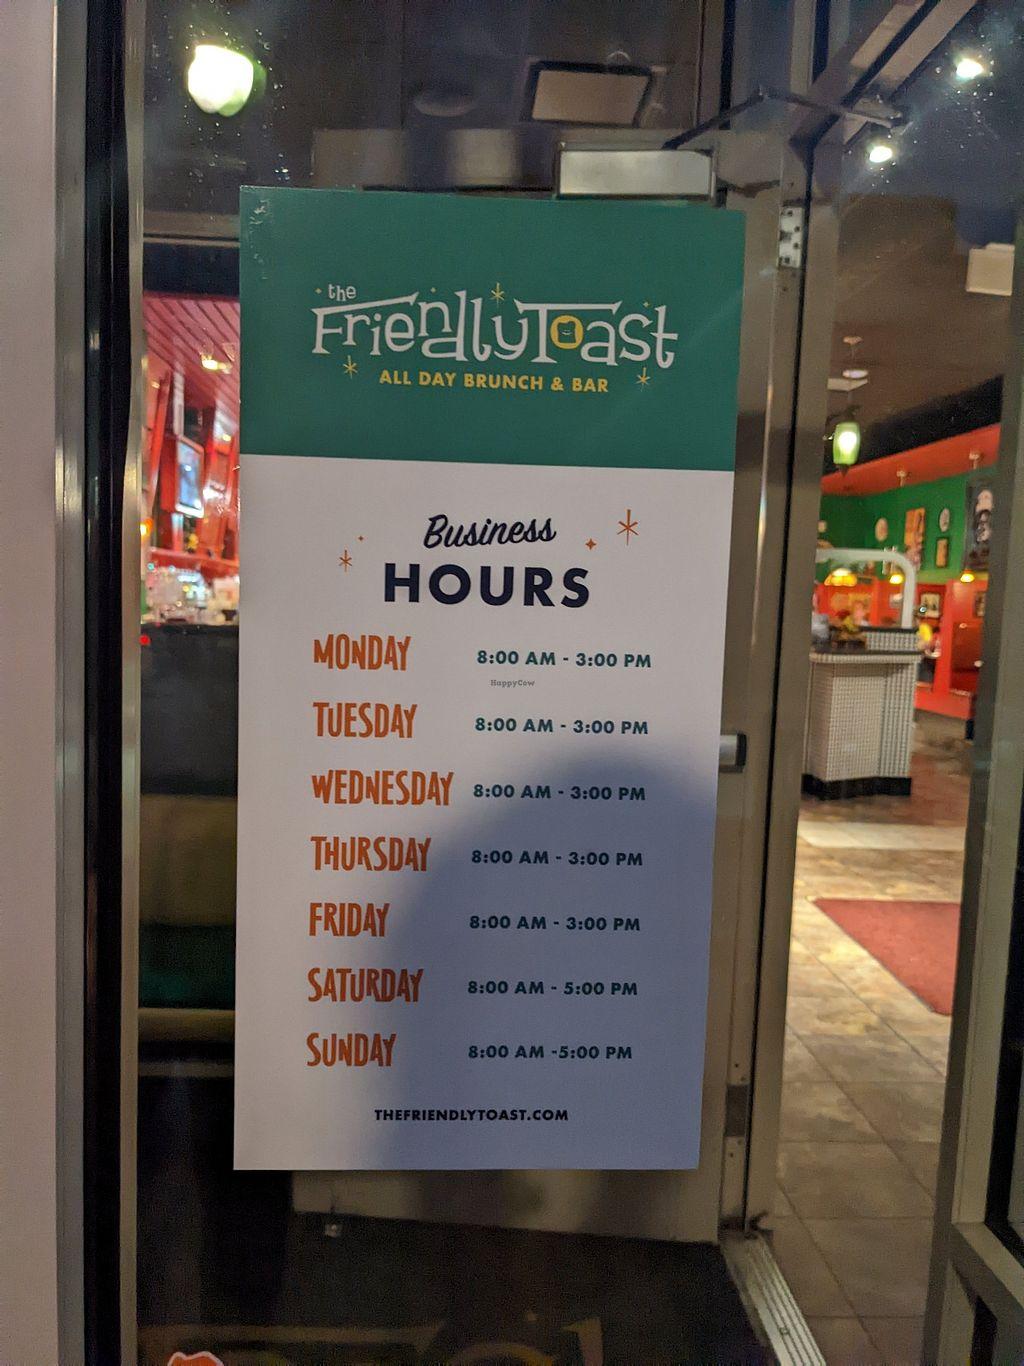 the
Friendly Toast
ALL DAY BRUNCH & BAR
Business
HOURS
MONDAY 8:00 AM - 3:00 PM
HappyCow
TUESDAY 8:00 AM - 3:00 PM
WEDNESDAY 8:00 AM - 3:00 PM
THURSDAY 8:00 AM - 3:00 PM
FRIDAY 8:00 AM - 3:00 PM
SATURDAY 8:00 AM - 5:00 PM
SUNDAY 8:00 AM -5:00 PM
THEFRIENDLYTOAST.COM